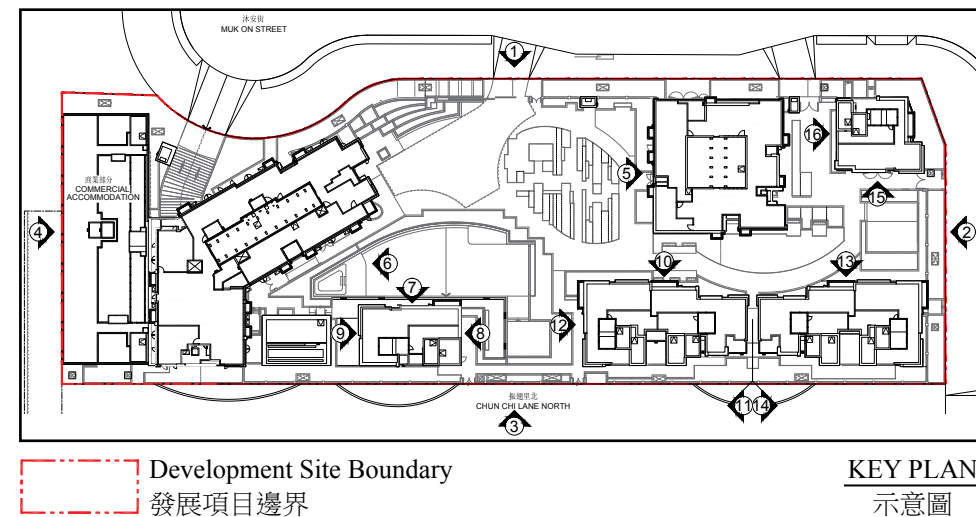 沐安街
MUK ON STREET
1
16
5
商業部分
COMMERCIAL
ACCOMMODATION
15
4
2
6
10
13
7
12
9
8
11 14
振馳里北
CHUN CHI LANE NORTH
3
Development Site Boundary
發展項目邊界
KEY PLAN
示意圖